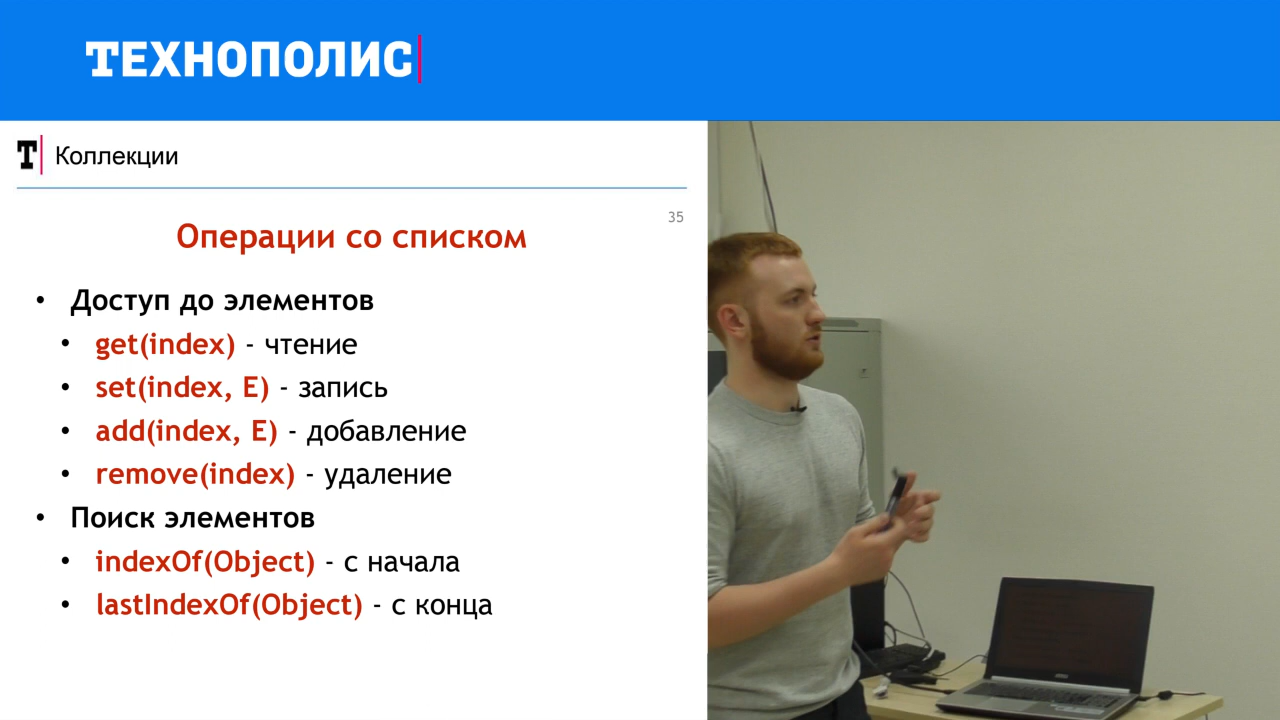 ТЕХНОПОЛИС
Т Коллекции
35
Операции со списком
• Доступ до элементов
• get(index) - чтение
• set(index, E) - запись
• add(index, E) - добавление
• remove(index) - удаление
• Поиск элементов
• indexOf(Object) - с начала
• lastIndexOf(Object) - с конца